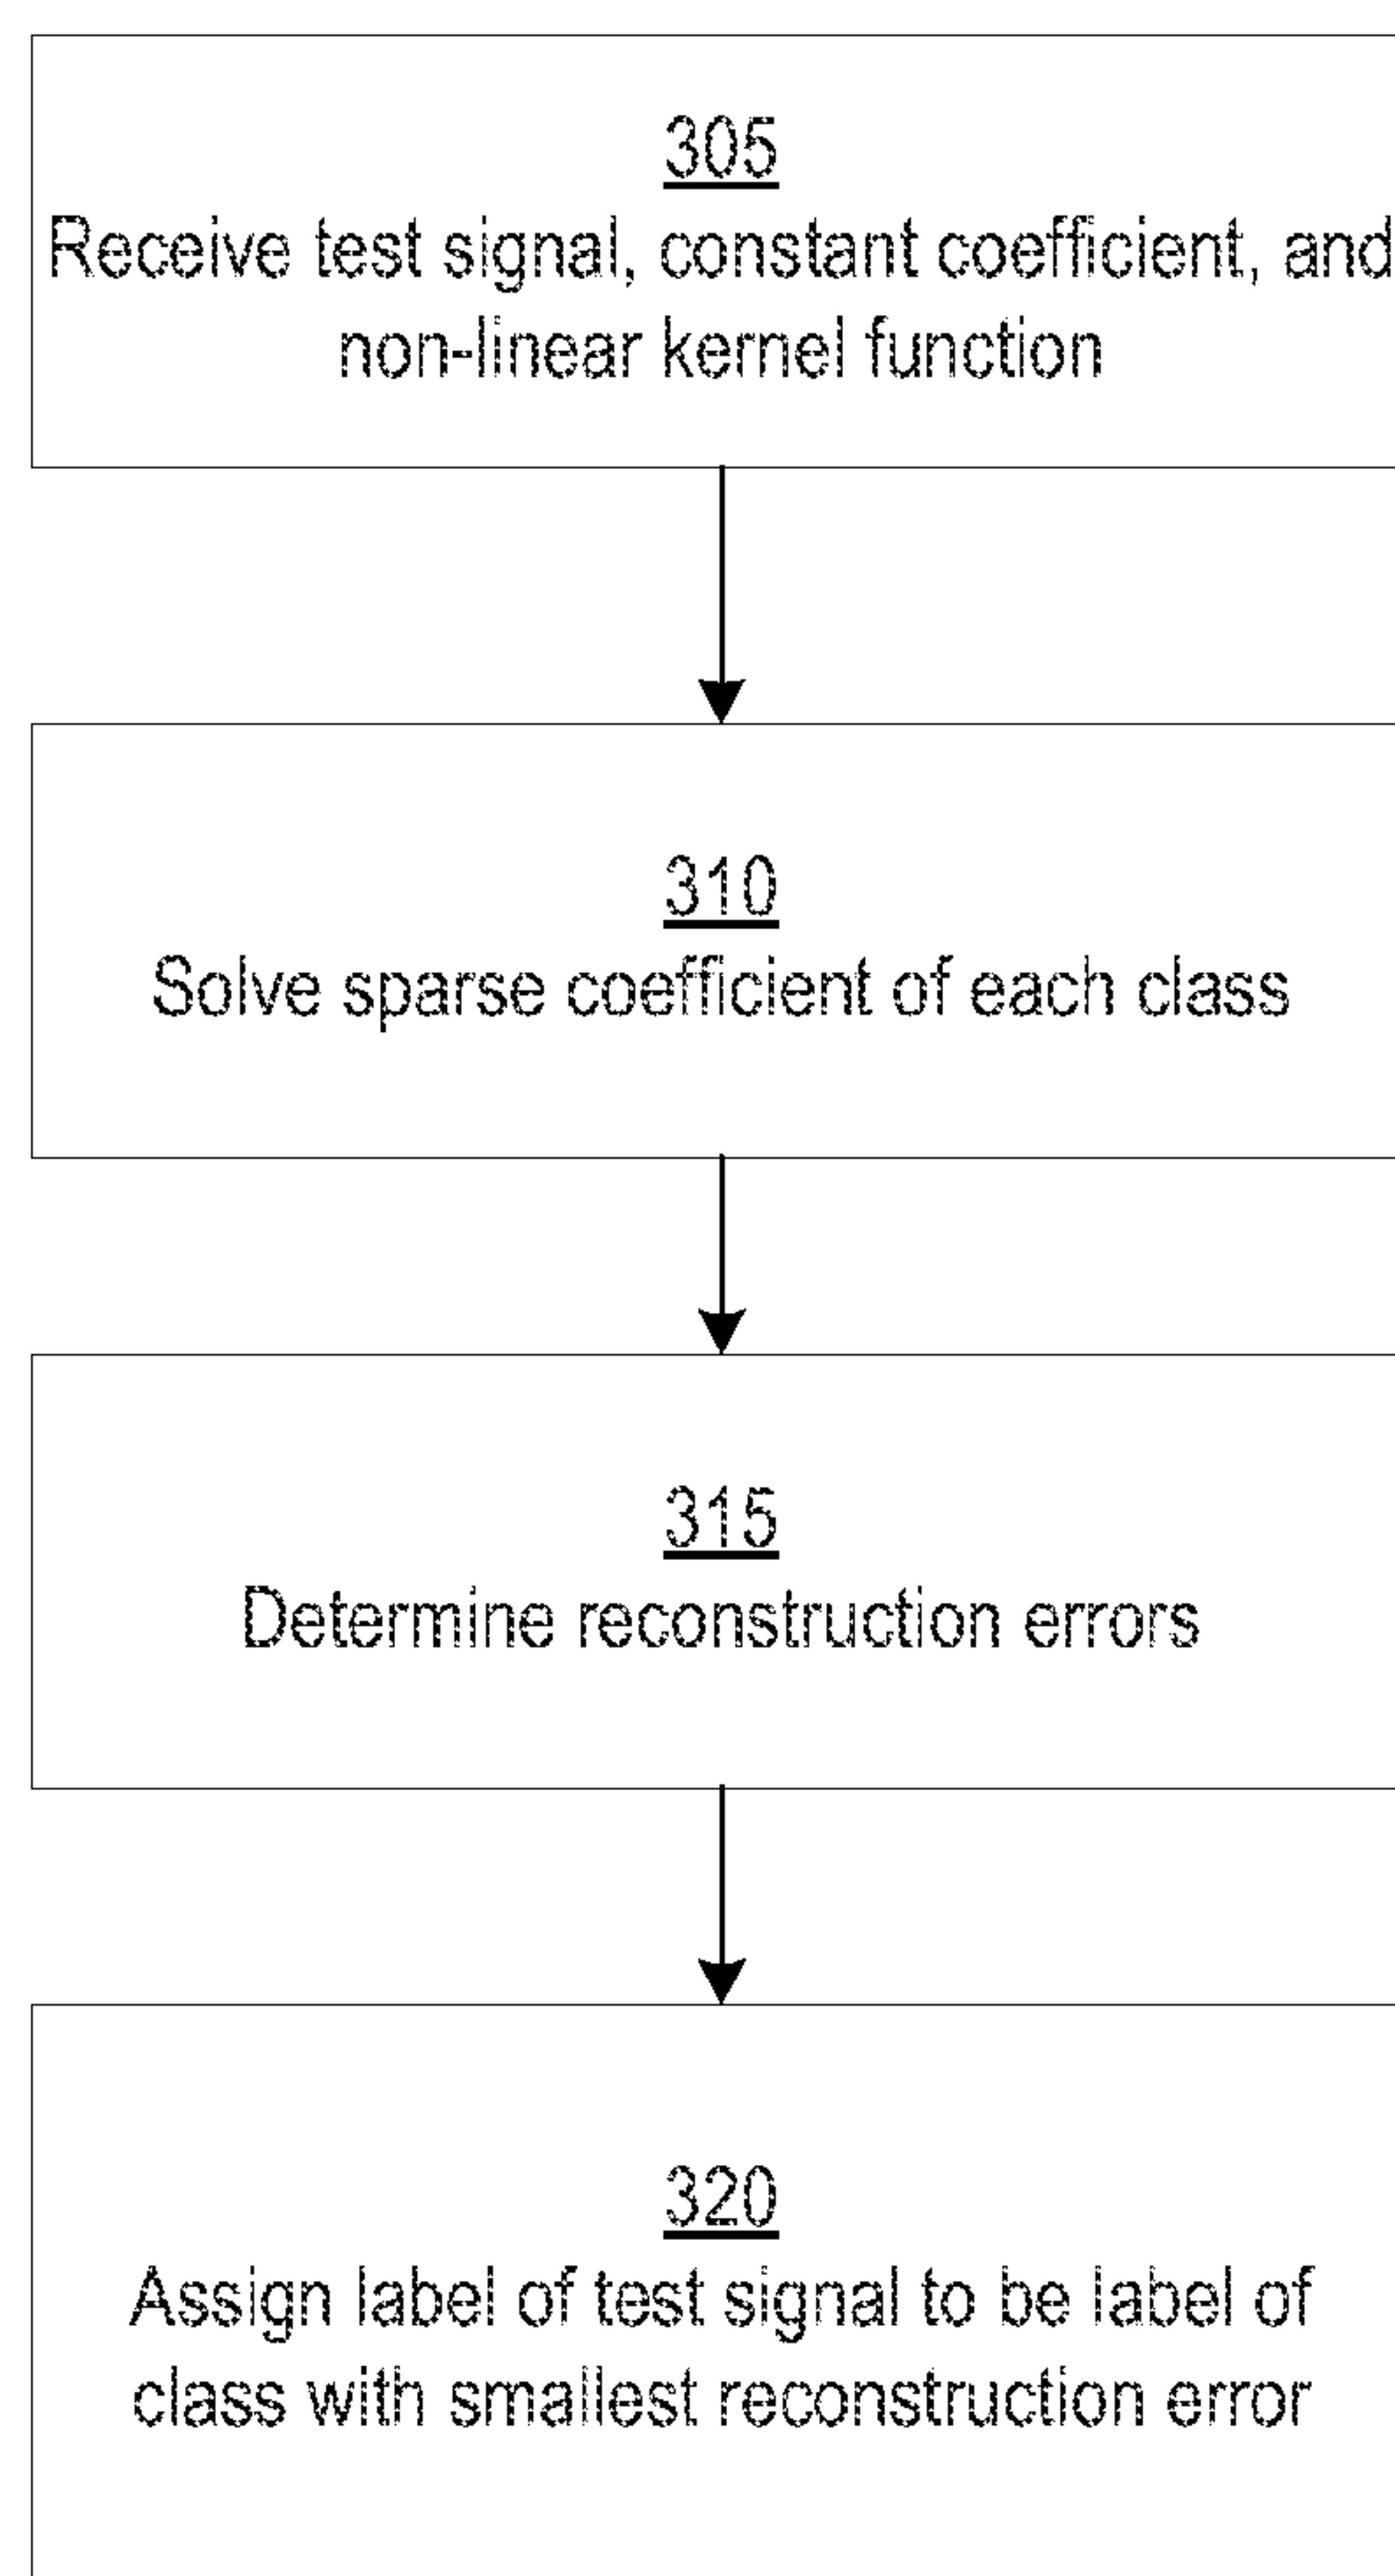 305
Receive test signal, constant coefficient, and
non-linear kernel function
310
Solve sparse coefficient of each class
315
Determine reconstruction errors
320
Assign label of test signal to be label of
class with smallest reconstruction error